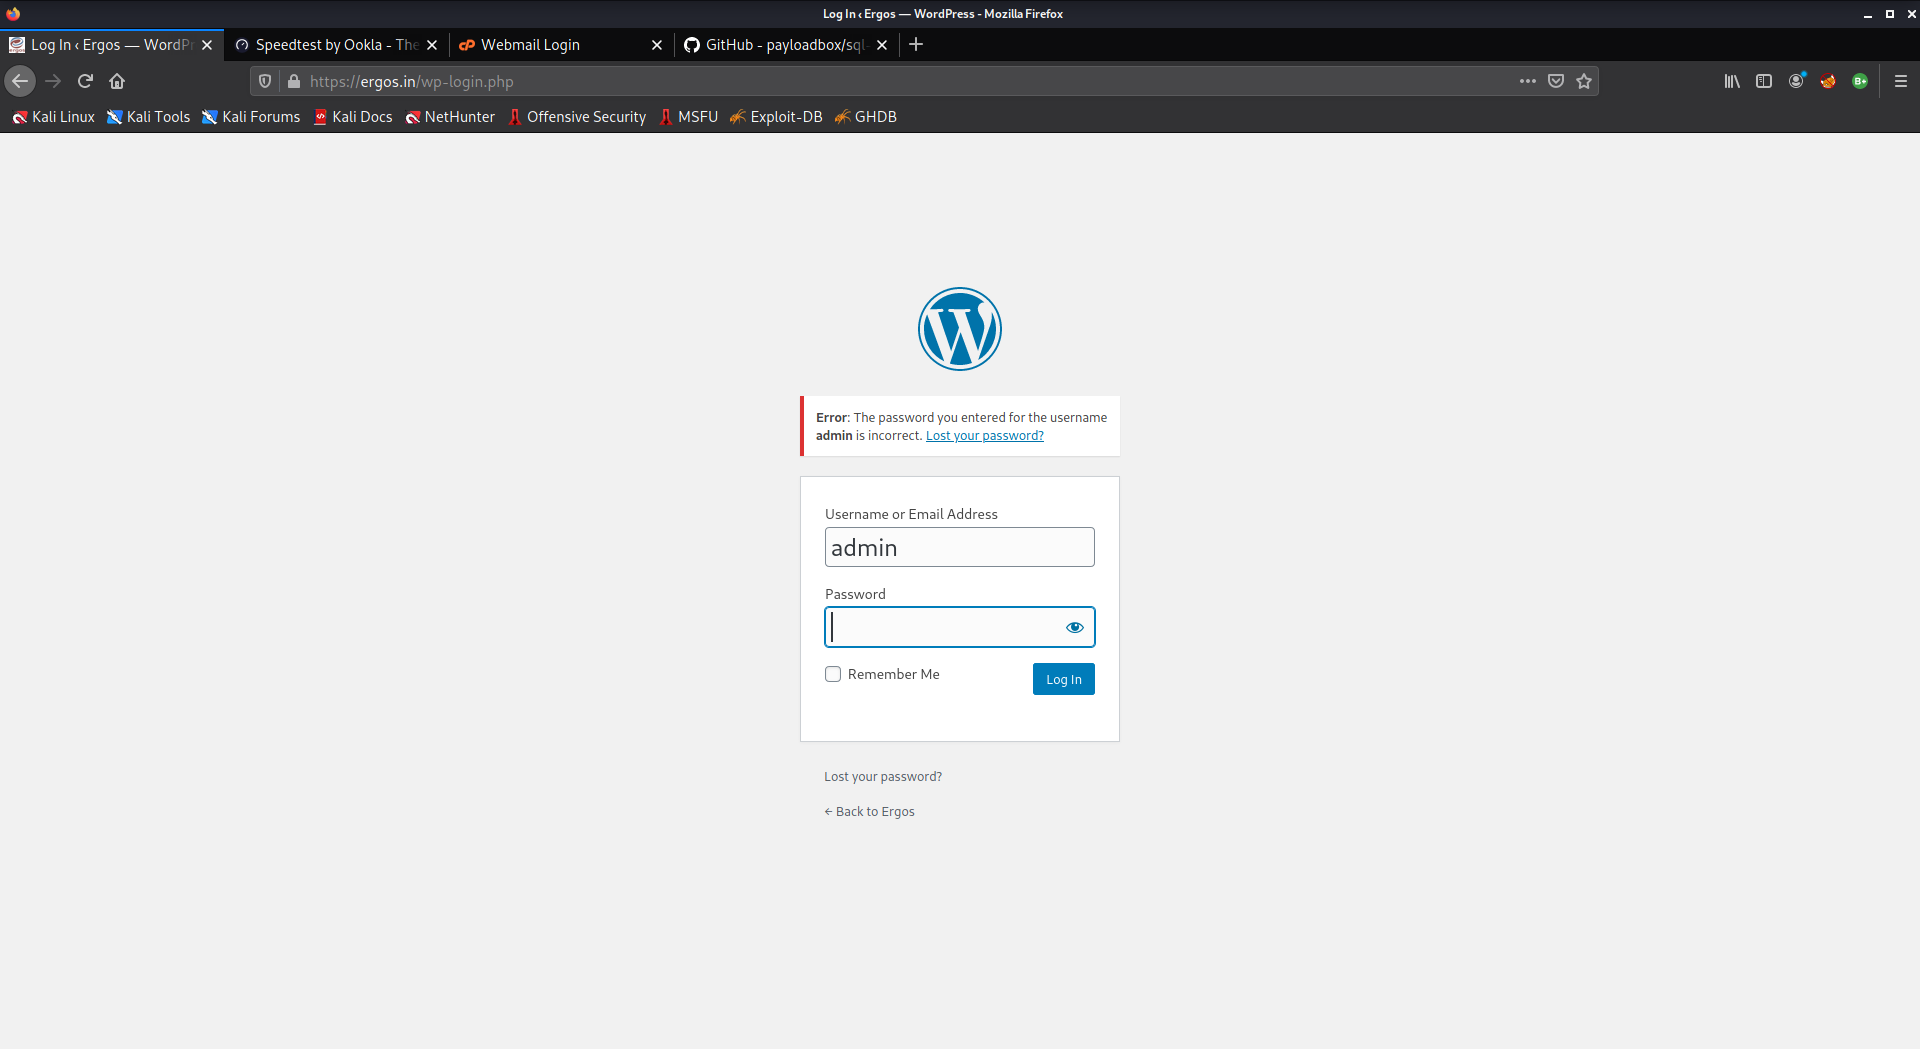 Log In ‹ Ergos — WordPress - Mozilla Firefox
Log In ‹ Ergos — WordPr
Speedtest by Ookla - The
Webmail Login
GitHub - payloadbox/sql-
https://ergos.in/wp-login.php
Kali Linux
Kali Tools
Kali Forums
Kali Docs
NetHunter
Offensive Security
MSFU
Exploit-DB
GHDB
Error: The password you entered for the username
admin is incorrect. Lost your password?
Username or Email Address
admin
Password
Remember Me
Log In
Lost your password?
← Back to Ergos